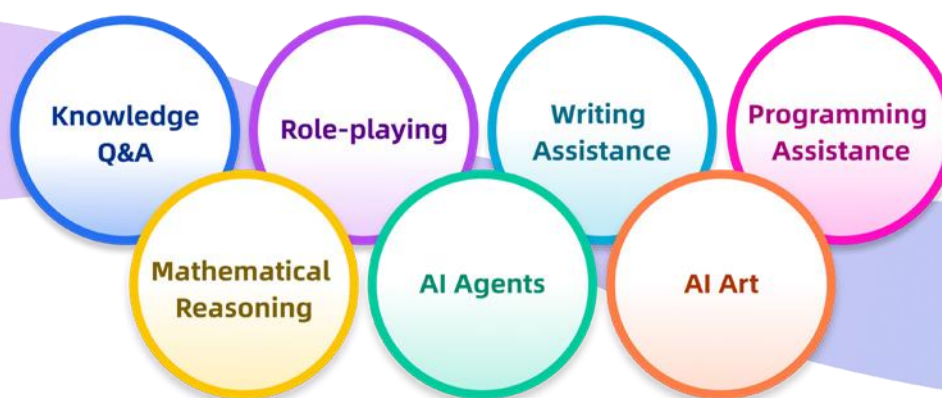 Knowledge
Q&A
Role-playing
Writing
Assistance
Programming
Assistance
Mathematical
Reasoning
AI Agents
AI Art